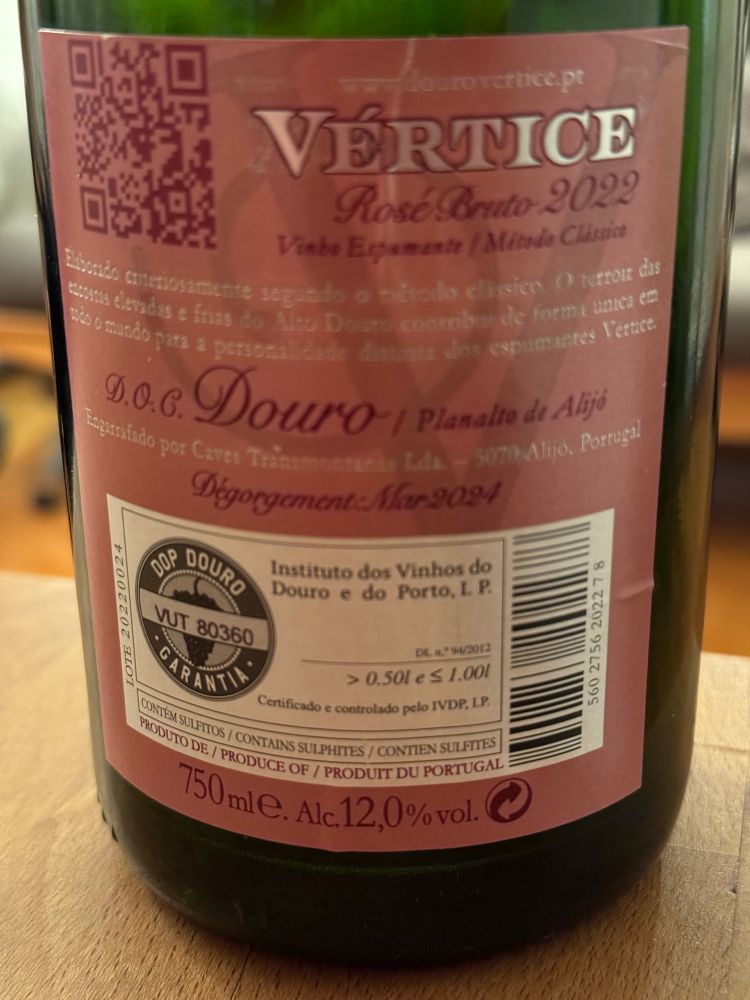 www.dourovertice.pt
VÉRTICE
Rosé Bruto 2022
Vinho Espumante / Método Clássico
Elaborado criteriosamente segundo o método clássico. O terroir das
encostas elevadas e frias do Alto Douro contribui de forma única em
todo o mundo para a personalidade distinta dos espumantes Vértice.
D.O.C. Douro / Planalto de Alijó
Engarrafado por Caves Transmontanas Lda. – 5070 Alijó, Portugal
Dégorgement: Mar 2024
LOTE 20220024
DOP DOURO
VUT 80360
· GARANTIA ·
Instituto dos Vinhos do
Douro e do Porto, I. P.
DL n.º 94/2012
> 0.50l e ≤ 1.00l
Certificado e controlado pelo IVDP, I.P.
560 2756 2022 7 8
CONTÉM SULFITOS / CONTAINS SULPHITES / CONTIEN SULFITES
PRODUTO DE / PRODUCE OF / PRODUIT DU PORTUGAL
750 ml e. Alc.12,0% vol.